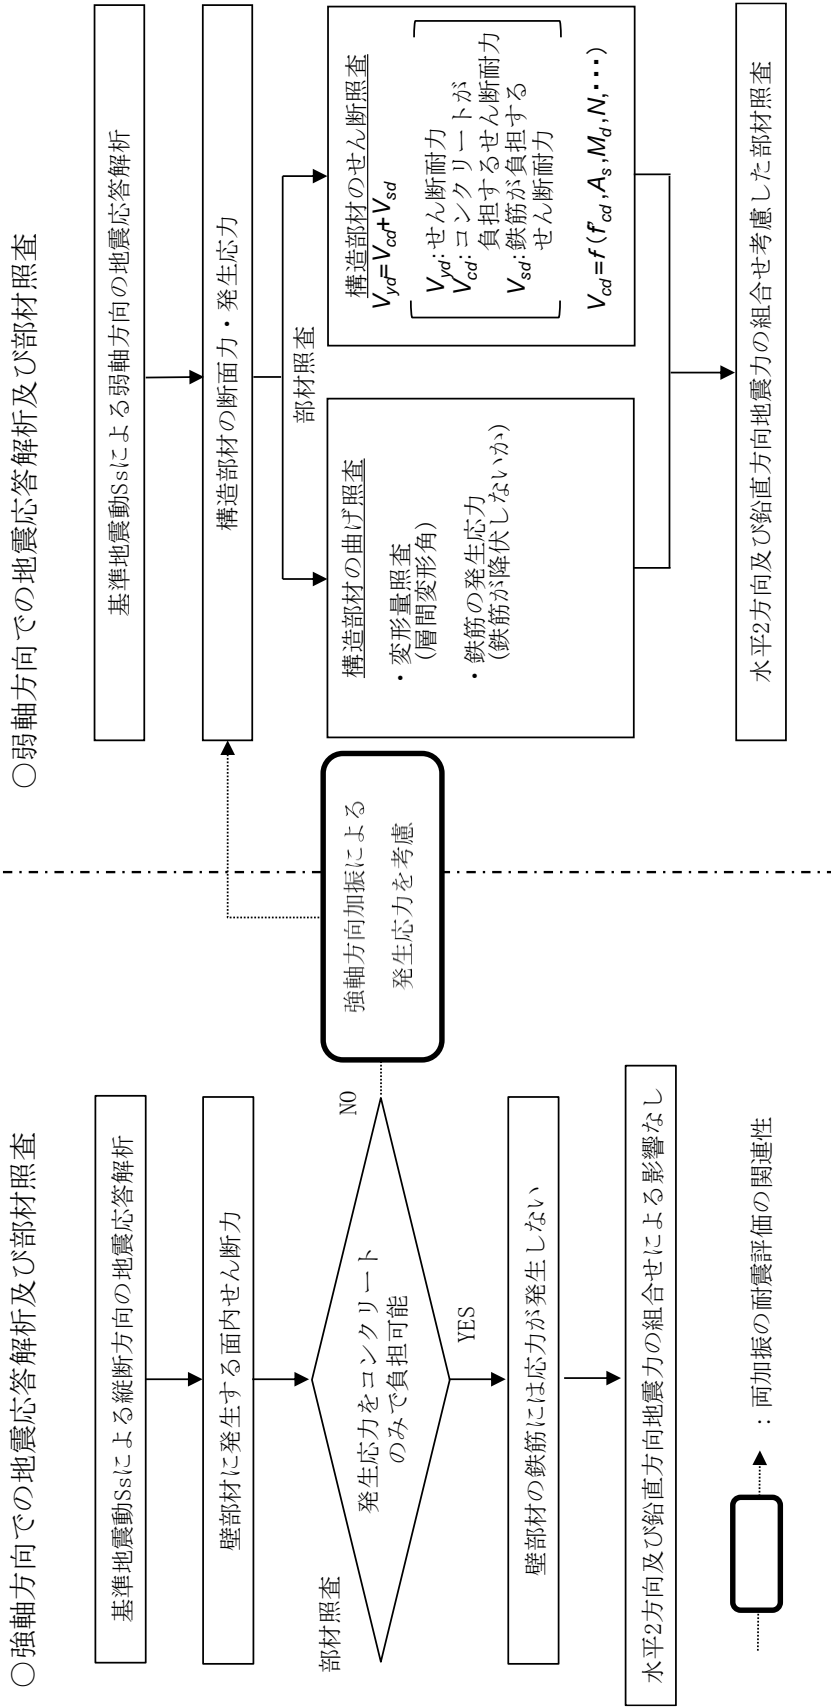 ○強軸方向での地震応答解析及び部材照査
基準地震動Ssによる縦断方向の地震応答解析
壁部材に発生する面内せん断力
部材照査
発生応力をコンクリート
のみで負担可能
NO
YES
壁部材の鉄筋には応力が発生しない
水平2方向及び鉛直方向地震力の組合せによる影響なし
：両加振の耐震評価の関連性
強軸方向加振による
発生応力を考慮
○弱軸方向での地震応答解析及び部材照査
基準地震動Ssによる弱軸方向の地震応答解析
構造部材の断面力・発生応力
部材照査
構造部材の曲げ照査
・変形量照査
(層間変形角)
・鉄筋の発生応力
(鉄筋が降伏しないか)
構造部材のせん断照査
Vyd=Vcd+Vsd
Vyd:せん断耐力
Vcd:コンクリートが
負担するせん断耐力
Vsd:鉄筋が負担する
せん断耐力
Vcd=f(f'cd,As,Md,N,・・・)
水平2方向及び鉛直方向地震力の組合せ考慮した部材照査